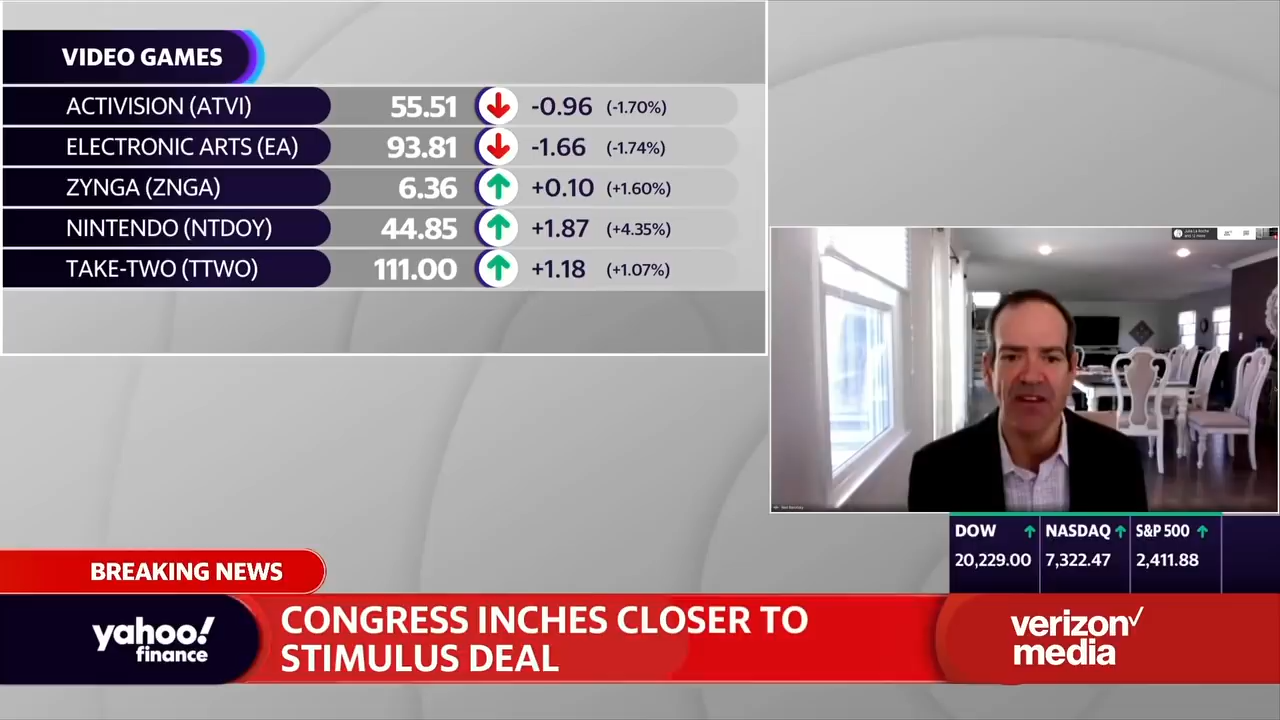 VIDEO GAMES
ACTIVISION (ATVI) 55.51 -0.96 (-1.70%)
ELECTRONIC ARTS (EA) 93.81 -1.66 (-1.74%)
ZYNGA (ZNGA) 6.36 +0.10 (+1.60%)
NINTENDO (NTDOY) 44.85 +1.87 (+4.35%)
TAKE-TWO (TTWO) 111.00 +1.18 (+1.07%)
DOW NASDAQ S&P 500
20,229.00 7,322.47 2,411.88
BREAKING NEWS
yahoo!
finance
CONGRESS INCHES CLOSER TO
STIMULUS DEAL
verizon
media